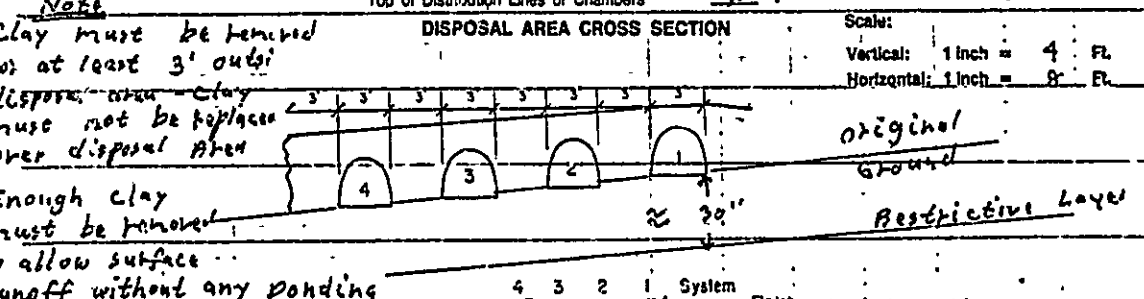 Note
Top of Distribution Lines or Chambers
DISPOSAL AREA CROSS SECTION
Scale:
Vertical: 1 inch = 4 Ft.
Horizontal: 1 inch = 8 Ft.
Clay must be removed
at least 3' outsi
disposal area - Clay
must not be replaced
over disposal Area
Enough Clay
must be removed
allow surface
runoff without any ponding
3' 3' 3' 3' 3' 3' 3' 3'
4 3 2 1
original
Ground
≈ 30"
Restrictive Layer
4 3 2 1 System